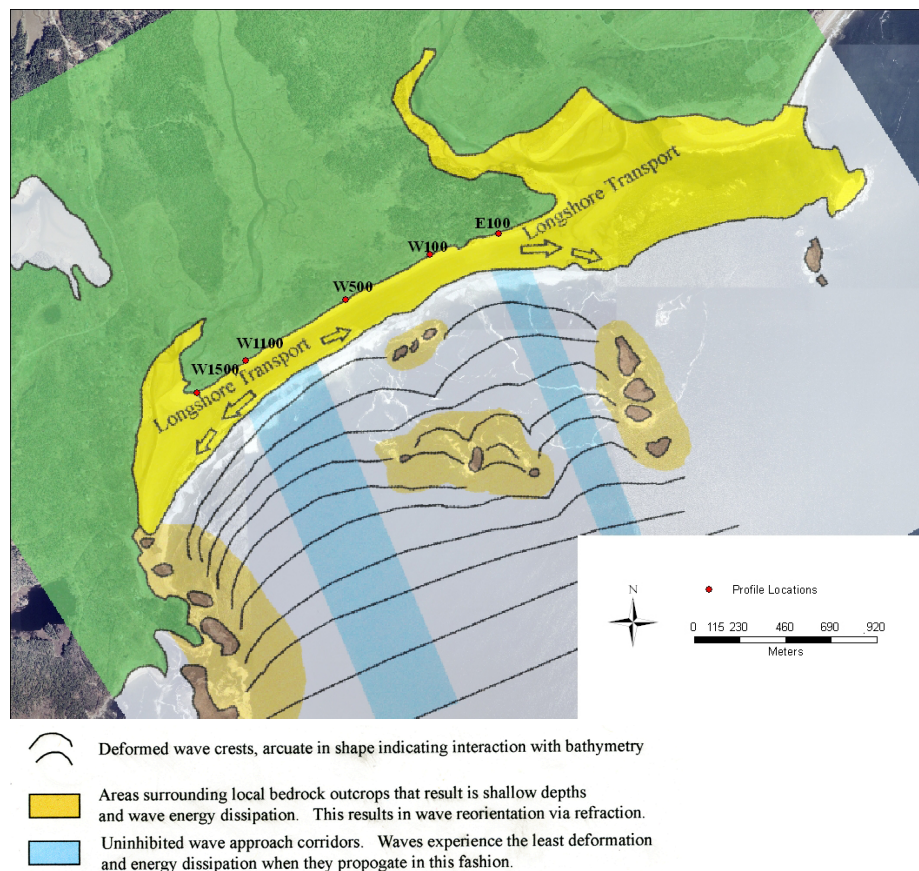 Longshore Transport
E100
W100
W500
W1100
W1500
Longshore Transport
N
Profile Locations
0 115 230 460 690 920
Meters
Deformed wave crests, arcuate in shape indicating interaction with bathymetry
Areas surrounding local bedrock outcrops that result is shallow depths
and wave energy dissipation. This results in wave reorientation via refraction.
Uninhibited wave approach corridors. Waves experience the least deformation
and energy dissipation when they propogate in this fashion.